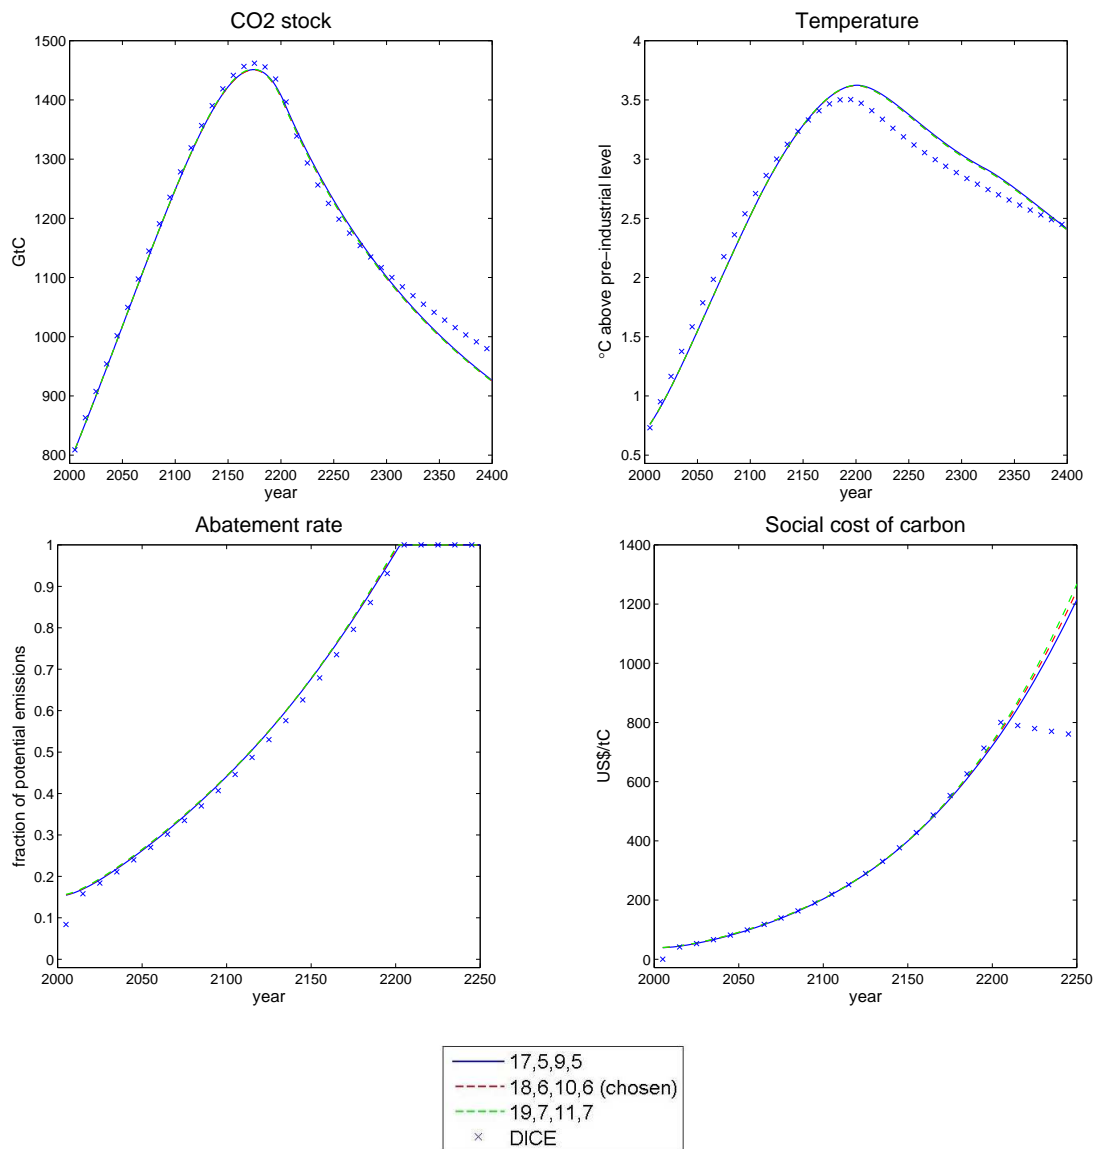 CO2 stock
1500
1400
1300
1200
1100
1000
900
800
GtC
2000 2050 2100 2150 2200 2250 2300 2350 2400
year
Temperature
4
3.5
3
2.5
2
1.5
1
0.5
°C above pre−industrial level
2000 2050 2100 2150 2200 2250 2300 2350 2400
year
Abatement rate
1
0.9
0.8
0.7
0.6
0.5
0.4
0.3
0.2
0.1
0
fraction of potential emissions
2000 2050 2100 2150 2200 2250
year
Social cost of carbon
1400
1200
1000
800
600
400
200
0
US$/tC
2000 2050 2100 2150 2200 2250
year
17,5,9,5
18,6,10,6 (chosen)
19,7,11,7
DICE